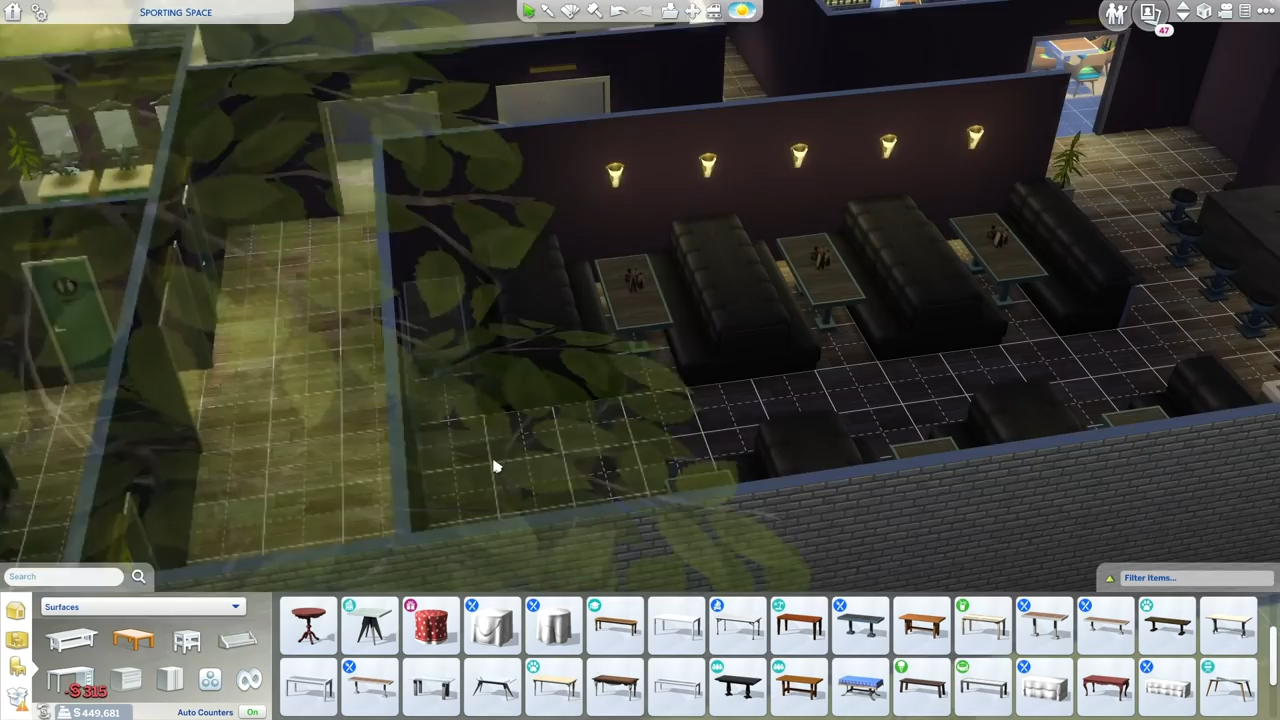 SPORTING SPACE
47
Search
Filter Items...
Surfaces
-§315
§449,681
Auto Counters On